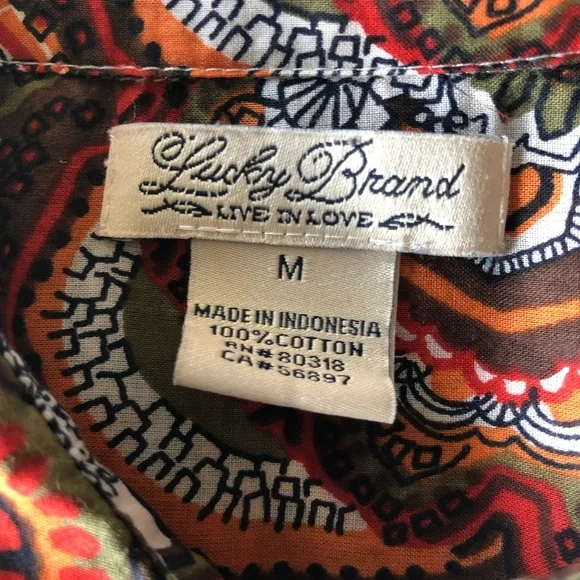 Lucky Brand
LIVE IN LOVE
M
MADE IN INDONESIA
100% COTTON
RN# 80318
CA# 56897